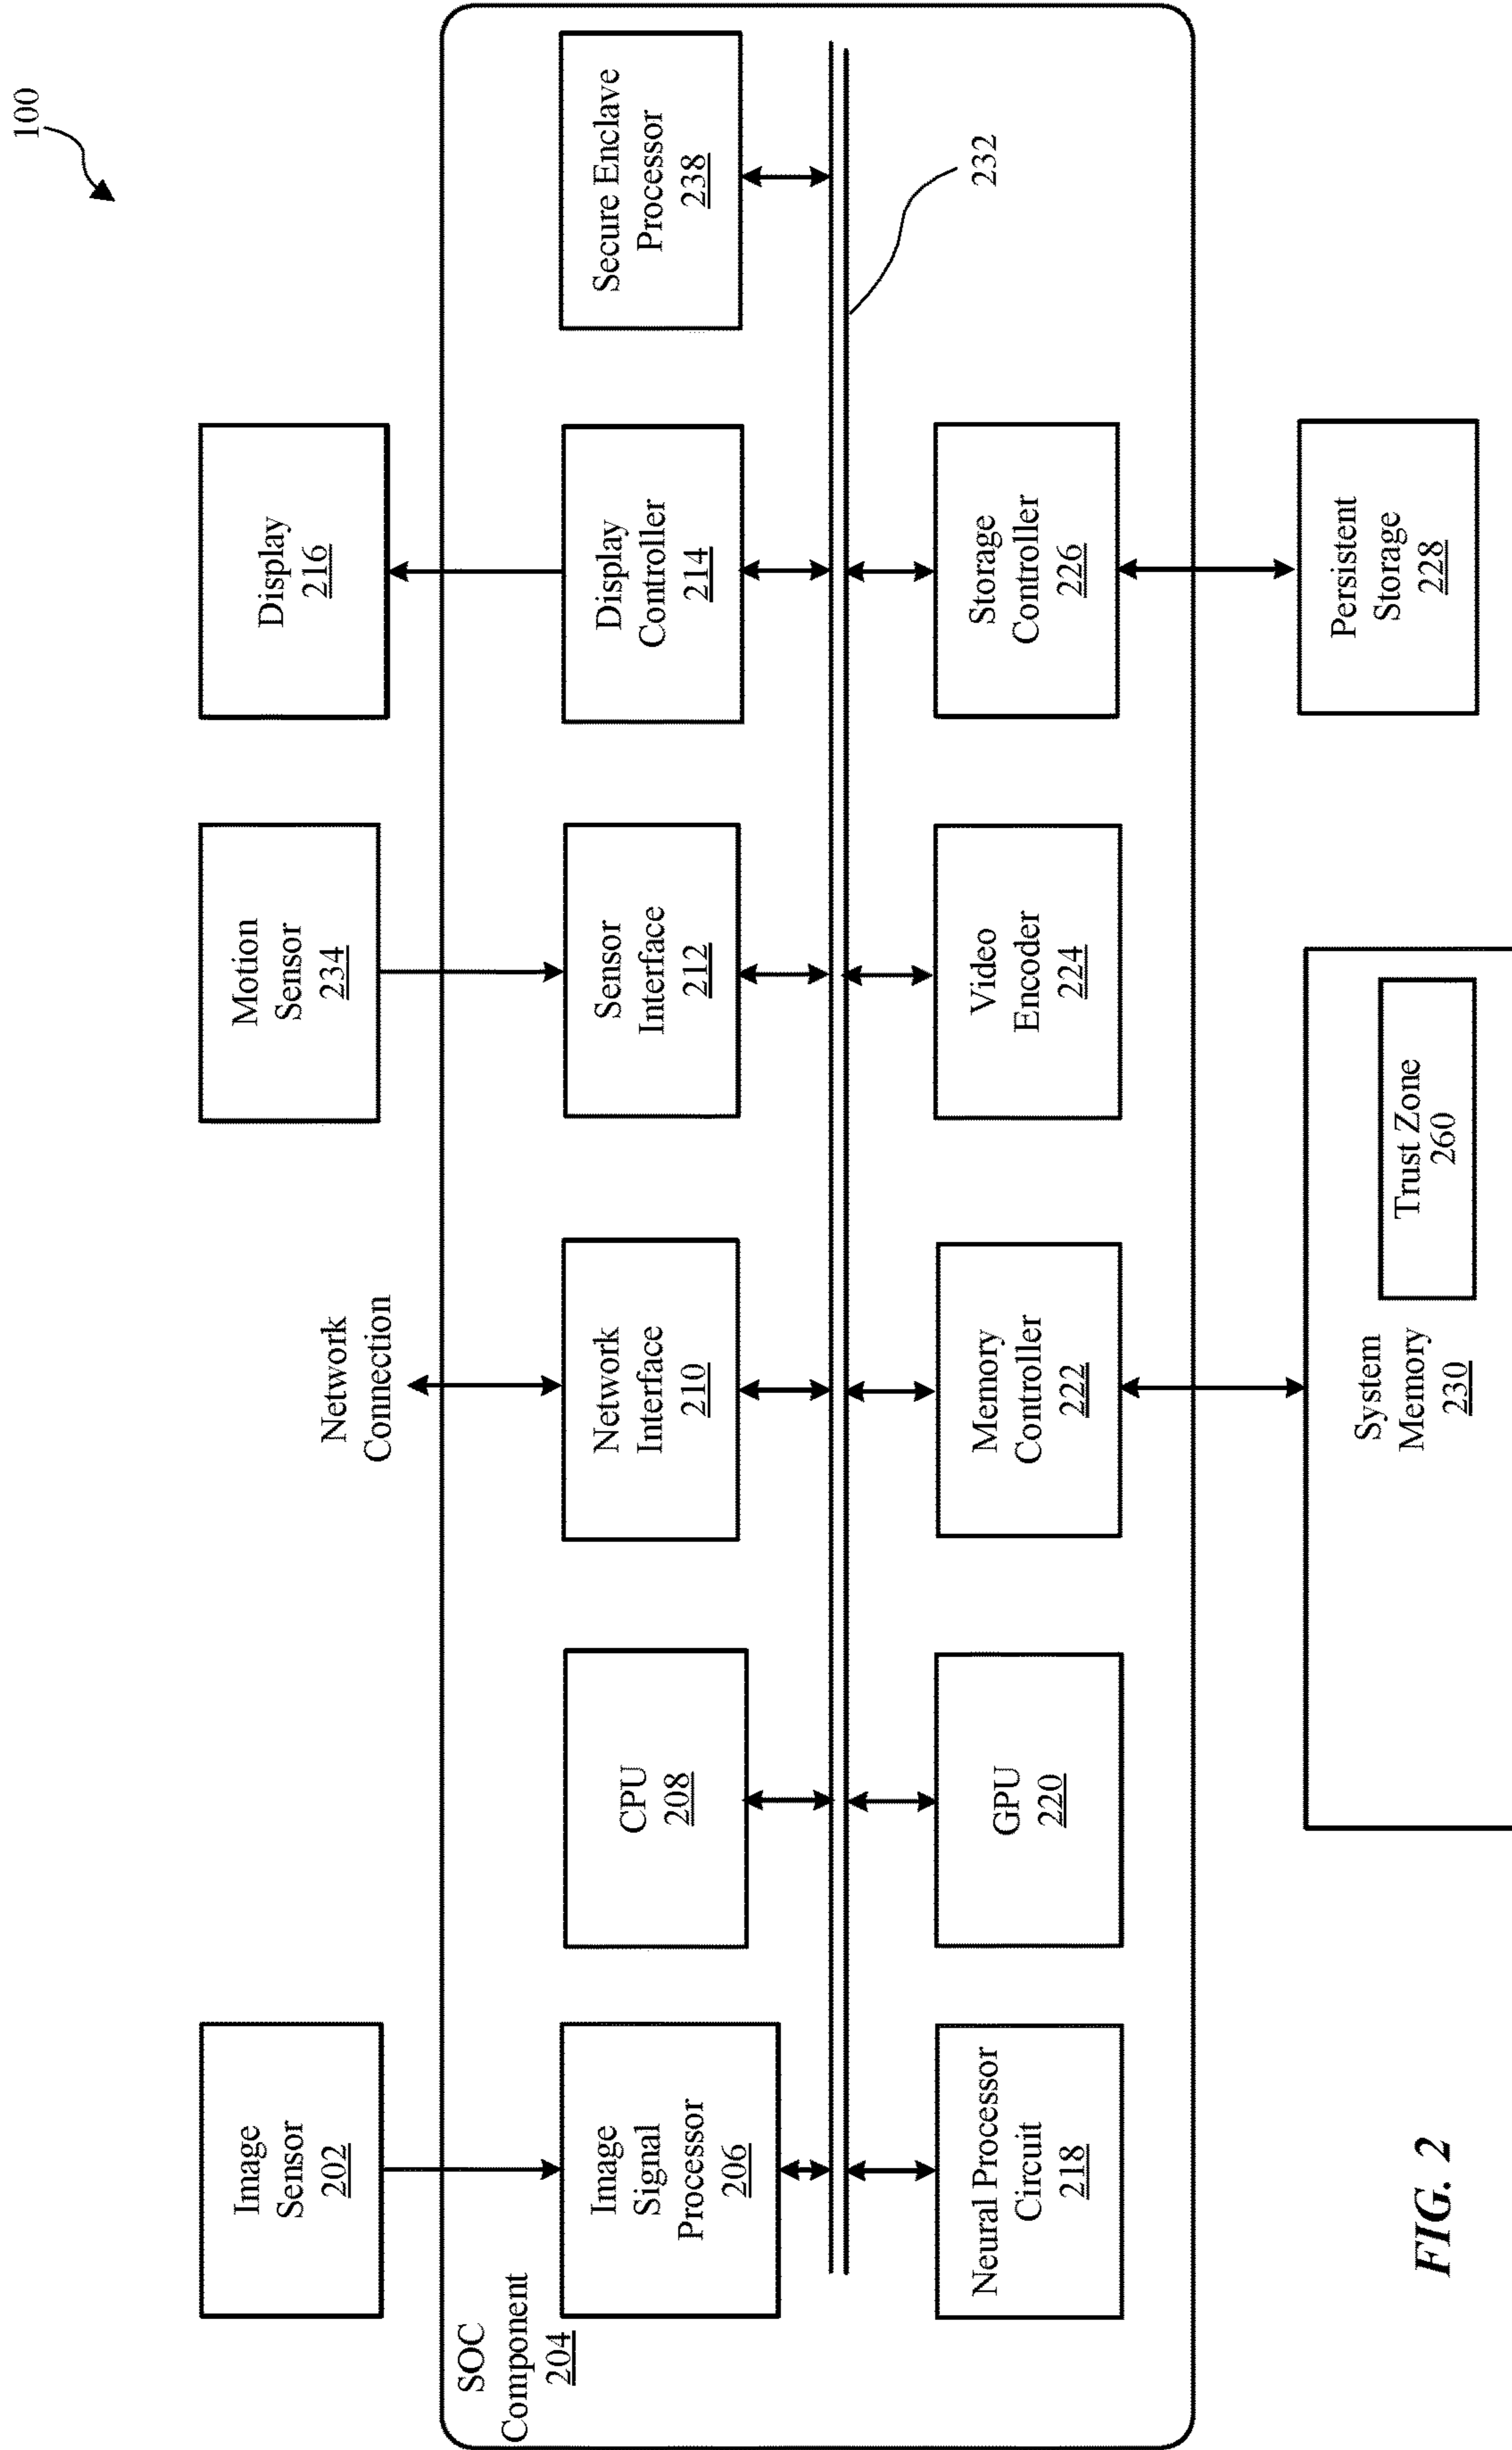 100
Image
Sensor
202
Network
Connection
Motion
Sensor
234
Display
216
SOC
Component
204
Image
Signal
Processor
206
CPU
208
Network
Interface
210
Sensor
Interface
212
Display
Controller
214
Secure Enclave
Processor
238
232
Neural Processor
Circuit
218
GPU
220
Memory
Controller
222
Video
Encoder
224
Storage
Controller
226
System
Memory
230
Trust Zone
260
Persistent
Storage
228
FIG. 2